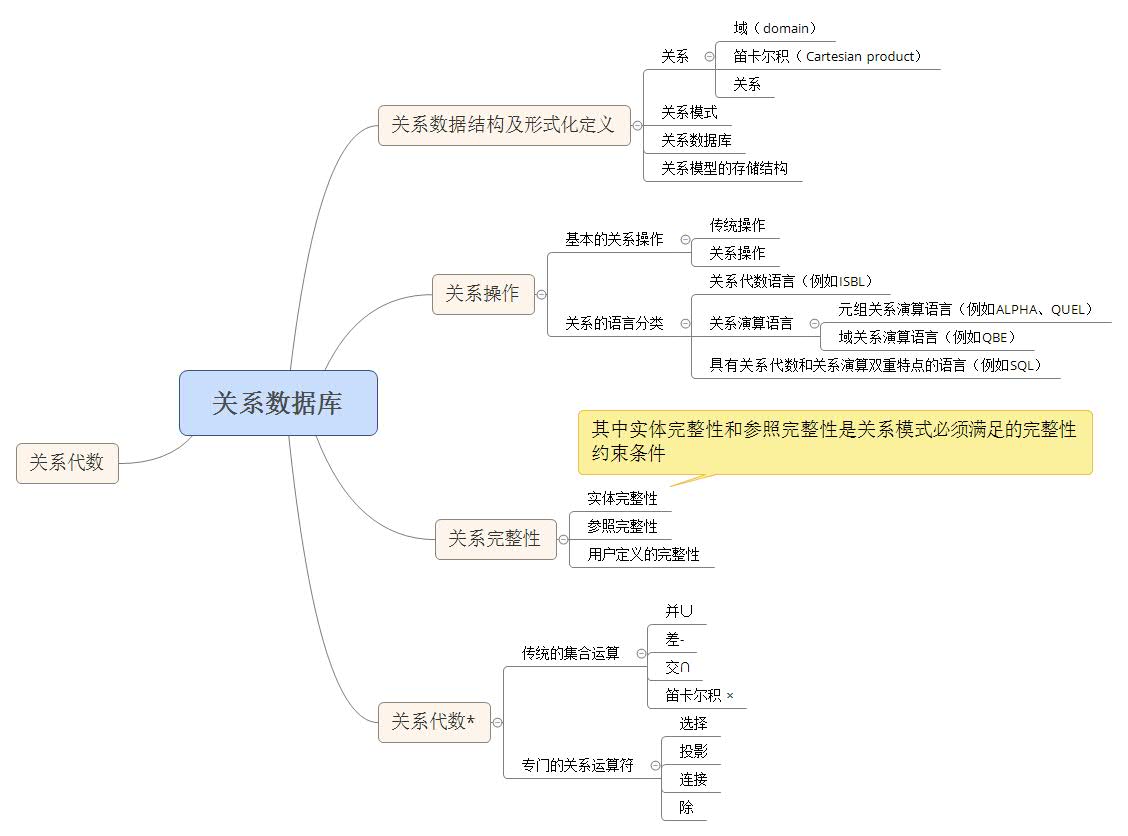 关系数据库
关系数据结构及形式化定义
关系
域（domain）
笛卡尔积（ Cartesian product）
关系
关系模式
关系数据库
关系模型的存储结构
关系操作
基本的关系操作
传统操作
关系操作
关系的语言分类
关系代数语言（例如ISBL）
关系演算语言
元组关系演算语言（例如ALPHA、QUEL）
域关系演算语言（例如QBE）
具有关系代数和关系演算双重特点的语言（例如SQL）
其中实体完整性和参照完整性是关系模式必须满足的完整性
约束条件
关系完整性
实体完整性
参照完整性
用户定义的完整性
关系代数*
传统的集合运算
并∪
差-
交∩
笛卡尔积 ×
专门的关系运算符
选择
投影
连接
除
关系代数